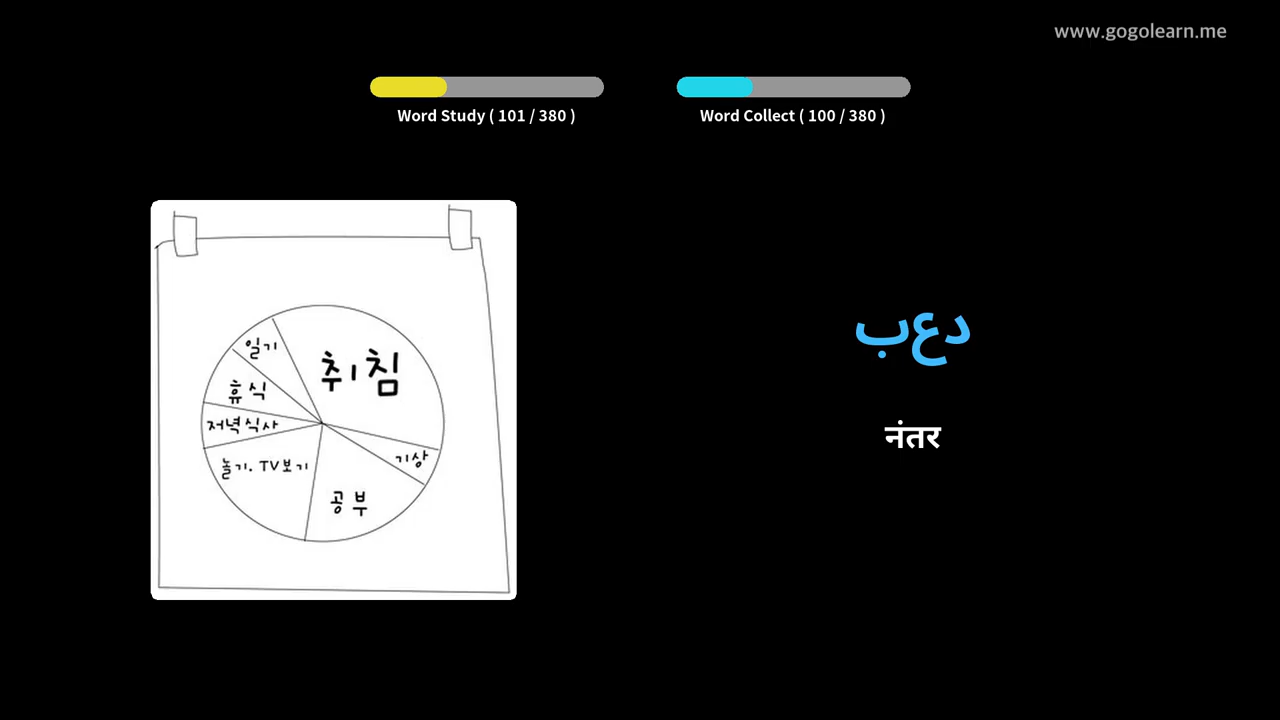 www.gogolearn.me
Word Study ( 101 / 380 )
Word Collect ( 100 / 380 )
일기
취침
휴식
저녁식사
놀기. TV보기
기상
공부
دعب
नंतर